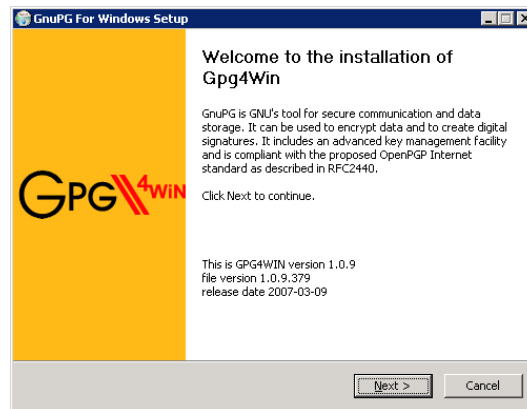 GnuPG For Windows Setup
Welcome to the installation of
Gpg4Win
GnuPG is GNU's tool for secure communication and data
storage. It can be used to encrypt data and to create digital
signatures. It includes an advanced key management facility
and is compliant with the proposed OpenPGP Internet
standard as described in RFC2440.
Click Next to continue.
GPG4WIN
This is GPG4WIN version 1.0.9
file version 1.0.9.379
release date 2007-03-09
Next >
Cancel